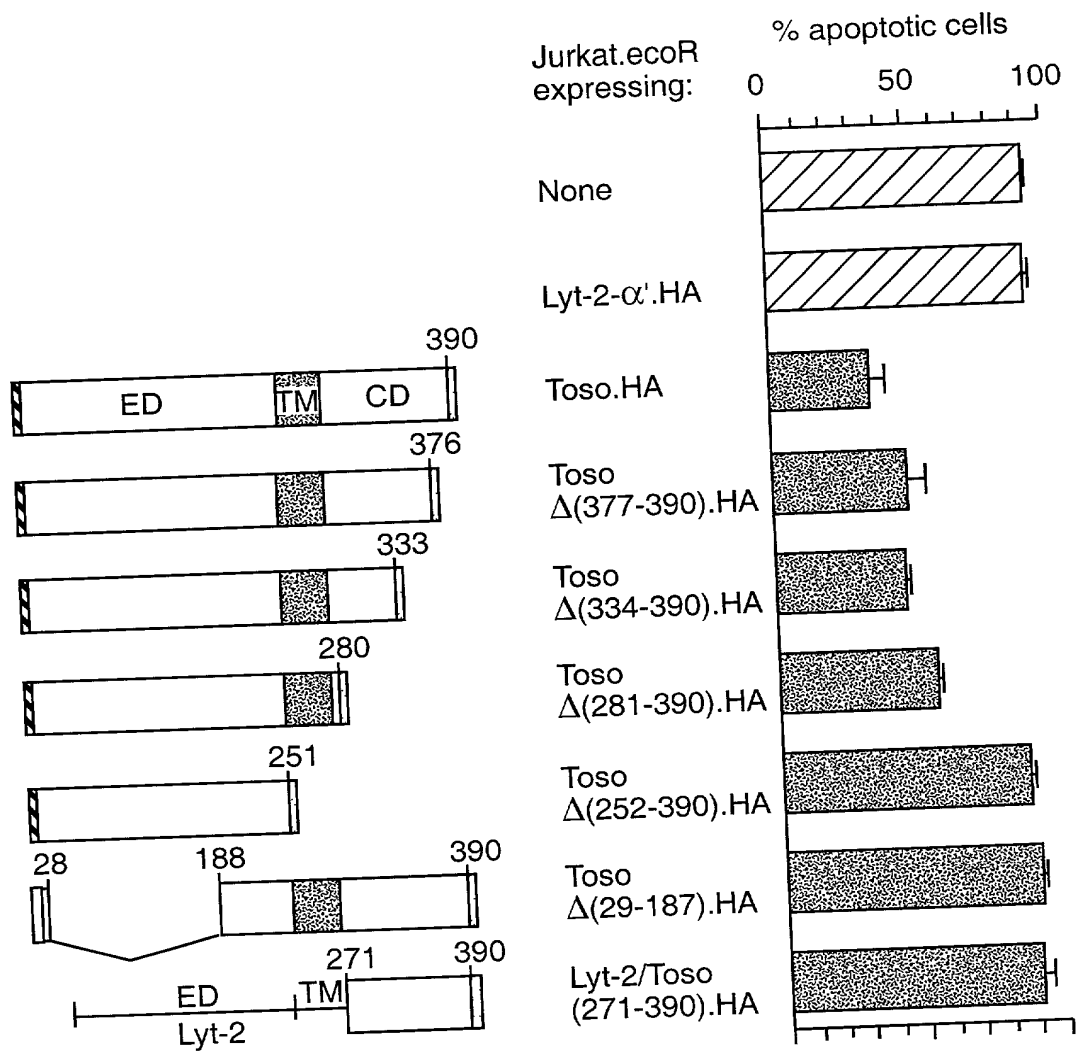 % apoptotic cells
Jurkat.ecoR
expressing:
0 50 100
None
Lyt-2-α'.HA
390
ED TM CD
Toso.HA
376
Toso
Δ(377-390).HA
333
Toso
Δ(334-390).HA
280
Toso
Δ(281-390).HA
251
Toso
Δ(252-390).HA
28 188 390
Toso
Δ(29-187).HA
271 390
ED TM
Lyt-2
Lyt-2/Toso
(271-390).HA